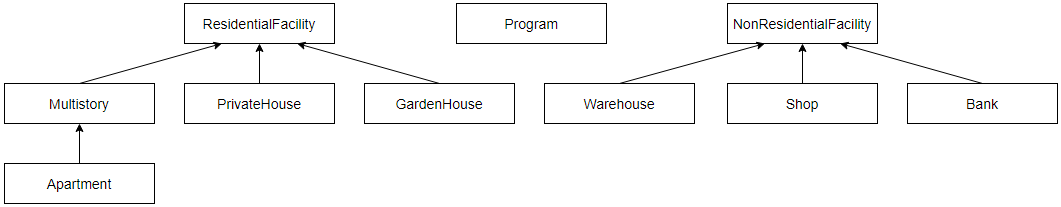 ResidentialFacility
Program
NonResidentialFacility
Multistory
PrivateHouse
GardenHouse
Warehouse
Shop
Bank
Apartment